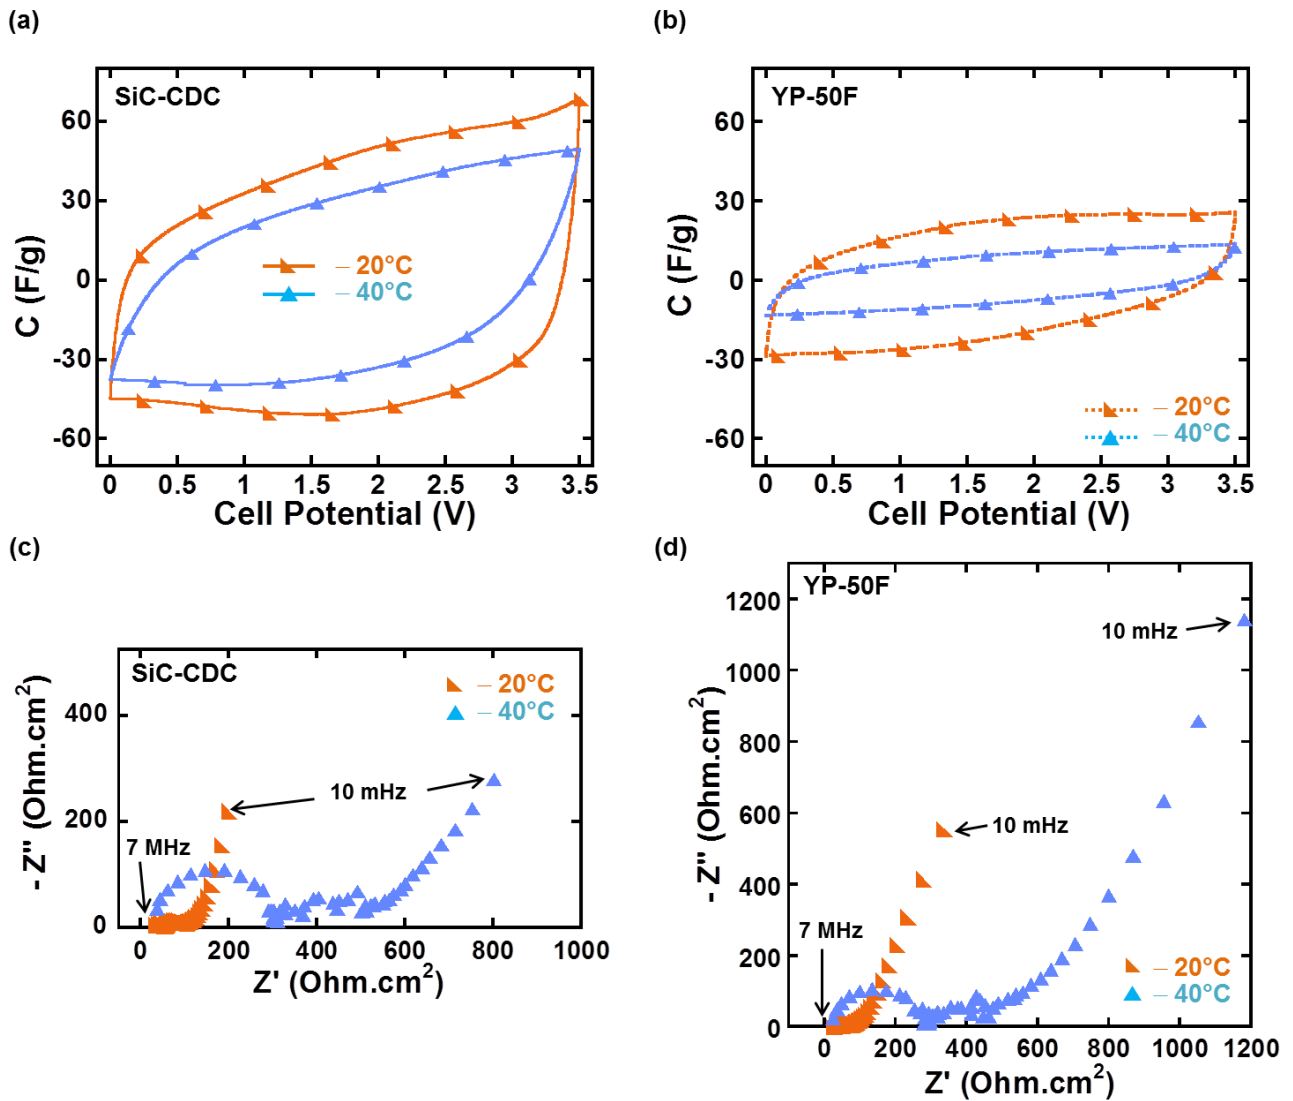 (a)
SiC-CDC
60
30
0
-30
-60
C (F/g)
– 20°C
– 40°C
0 0.5 1 1.5 2 2.5 3 3.5
Cell Potential (V)
(b)
YP-50F
60
30
0
-30
-60
C (F/g)
– 20°C
– 40°C
0 0.5 1 1.5 2 2.5 3 3.5
Cell Potential (V)
(c)
SiC-CDC
– 20°C
– 40°C
400
200
0
- Z" (Ohm.cm²)
10 mHz
7 MHz
0 200 400 600 800 1000
Z' (Ohm.cm²)
(d)
YP-50F
1200
1000
800
600
400
200
0
- Z" (Ohm.cm²)
10 mHz
10 mHz
7 MHz
– 20°C
– 40°C
0 200 400 600 800 1000 1200
Z' (Ohm.cm²)